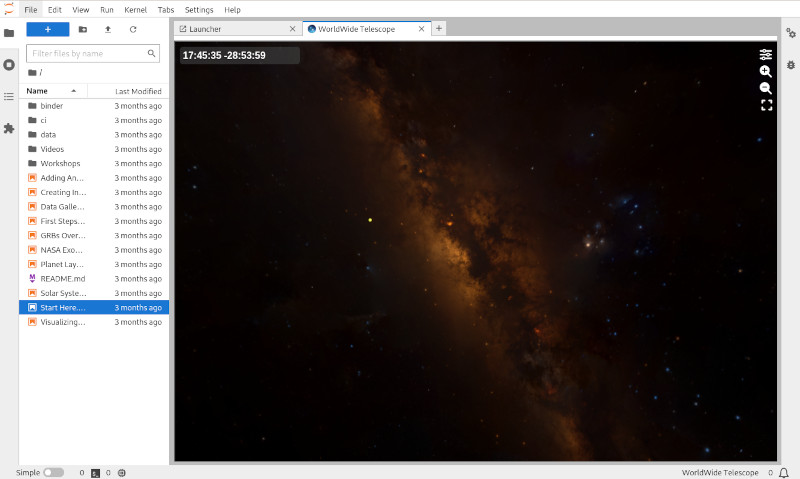 File Edit View Run Kernel Tabs Settings Help
Launcher
WorldWide Telescope
Filter files by name
/
Name Last Modified
binder 3 months ago
ci 3 months ago
data 3 months ago
Videos 3 months ago
Workshops 3 months ago
Adding An... 3 months ago
Creating In... 3 months ago
Data Galle... 3 months ago
First Steps... 3 months ago
GRBs Over... 3 months ago
NASA Exo... 3 months ago
Planet Lay... 3 months ago
README.md 3 months ago
Solar Syste... 3 months ago
Start Here.... 3 months ago
Visualizing... 3 months ago
17:45:35 -28:53:59
Simple 0 0 WorldWide Telescope 0